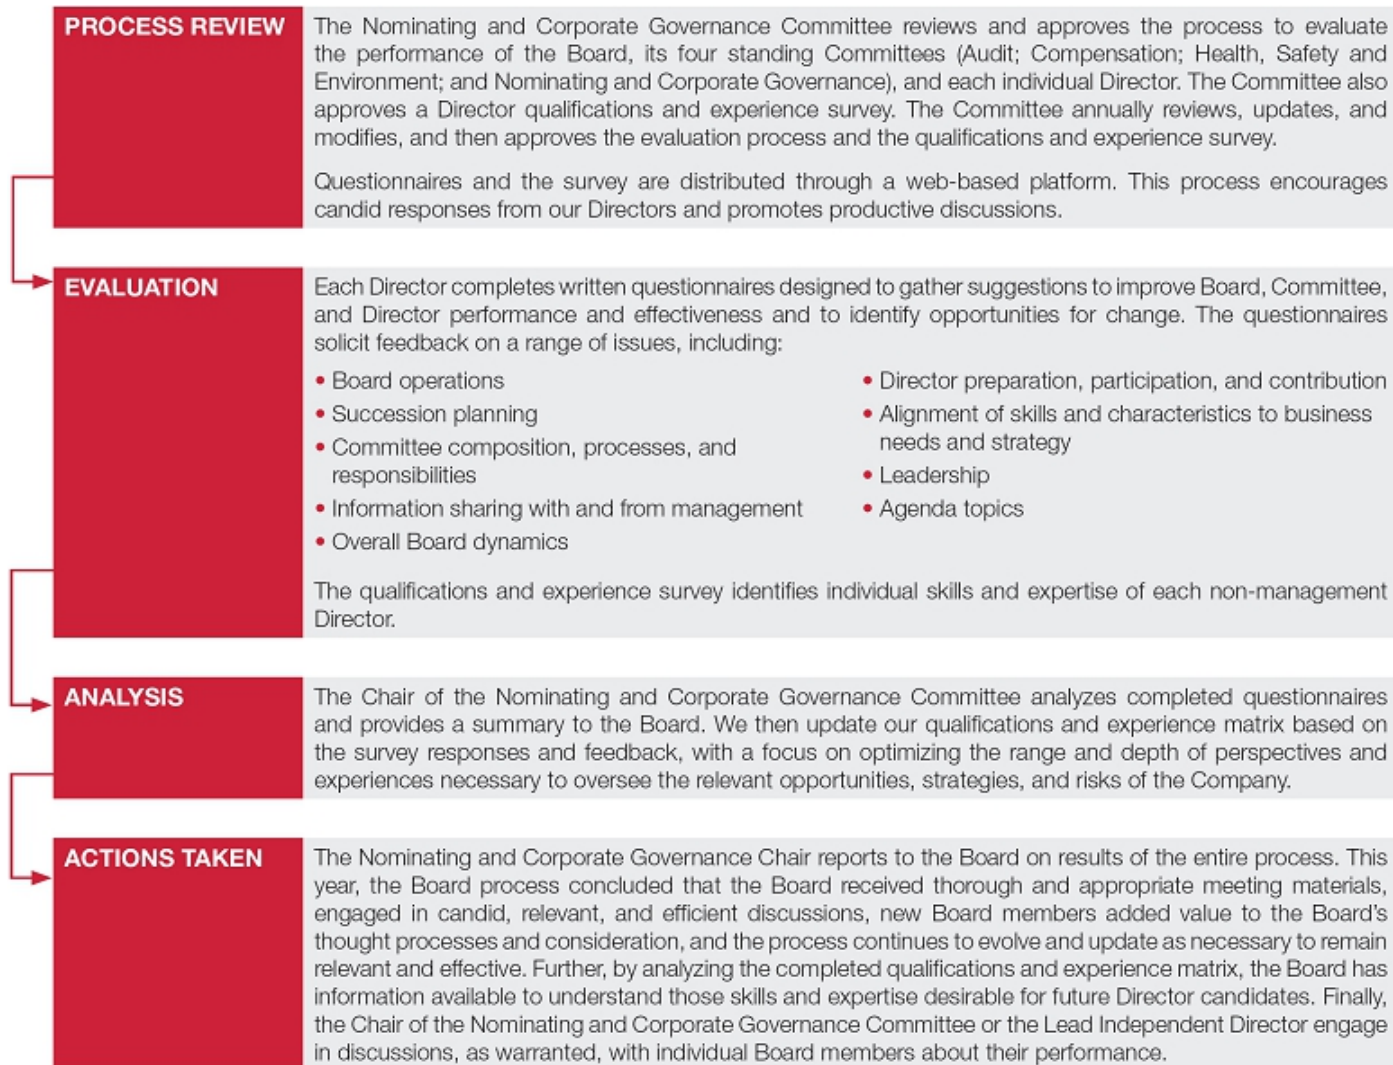 PROCESS REVIEW
The Nominating and Corporate Governance Committee reviews and approves the process to evaluate
the performance of the Board, its four standing Committees (Audit; Compensation; Health, Safety and
Environment; and Nominating and Corporate Governance), and each individual Director. The Committee also
approves a Director qualifications and experience survey. The Committee annually reviews, updates, and
modifies, and then approves the evaluation process and the qualifications and experience survey.
Questionnaires and the survey are distributed through a web-based platform. This process encourages
candid responses from our Directors and promotes productive discussions.
EVALUATION
Each Director completes written questionnaires designed to gather suggestions to improve Board, Committee,
and Director performance and effectiveness and to identify opportunities for change. The questionnaires
solicit feedback on a range of issues, including:
• Board operations
• Succession planning
• Committee composition, processes, and
responsibilities
• Information sharing with and from management
• Overall Board dynamics
• Director preparation, participation, and contribution
• Alignment of skills and characteristics to business
needs and strategy
• Leadership
• Agenda topics
The qualifications and experience survey identifies individual skills and expertise of each non-management
Director.
ANALYSIS
The Chair of the Nominating and Corporate Governance Committee analyzes completed questionnaires
and provides a summary to the Board. We then update our qualifications and experience matrix based on
the survey responses and feedback, with a focus on optimizing the range and depth of perspectives and
experiences necessary to oversee the relevant opportunities, strategies, and risks of the Company.
ACTIONS TAKEN
The Nominating and Corporate Governance Chair reports to the Board on results of the entire process. This
year, the Board process concluded that the Board received thorough and appropriate meeting materials,
engaged in candid, relevant, and efficient discussions, new Board members added value to the Board's
thought processes and consideration, and the process continues to evolve and update as necessary to remain
relevant and effective. Further, by analyzing the completed qualifications and experience matrix, the Board has
information available to understand those skills and expertise desirable for future Director candidates. Finally,
the Chair of the Nominating and Corporate Governance Committee or the Lead Independent Director engage
in discussions, as warranted, with individual Board members about their performance.